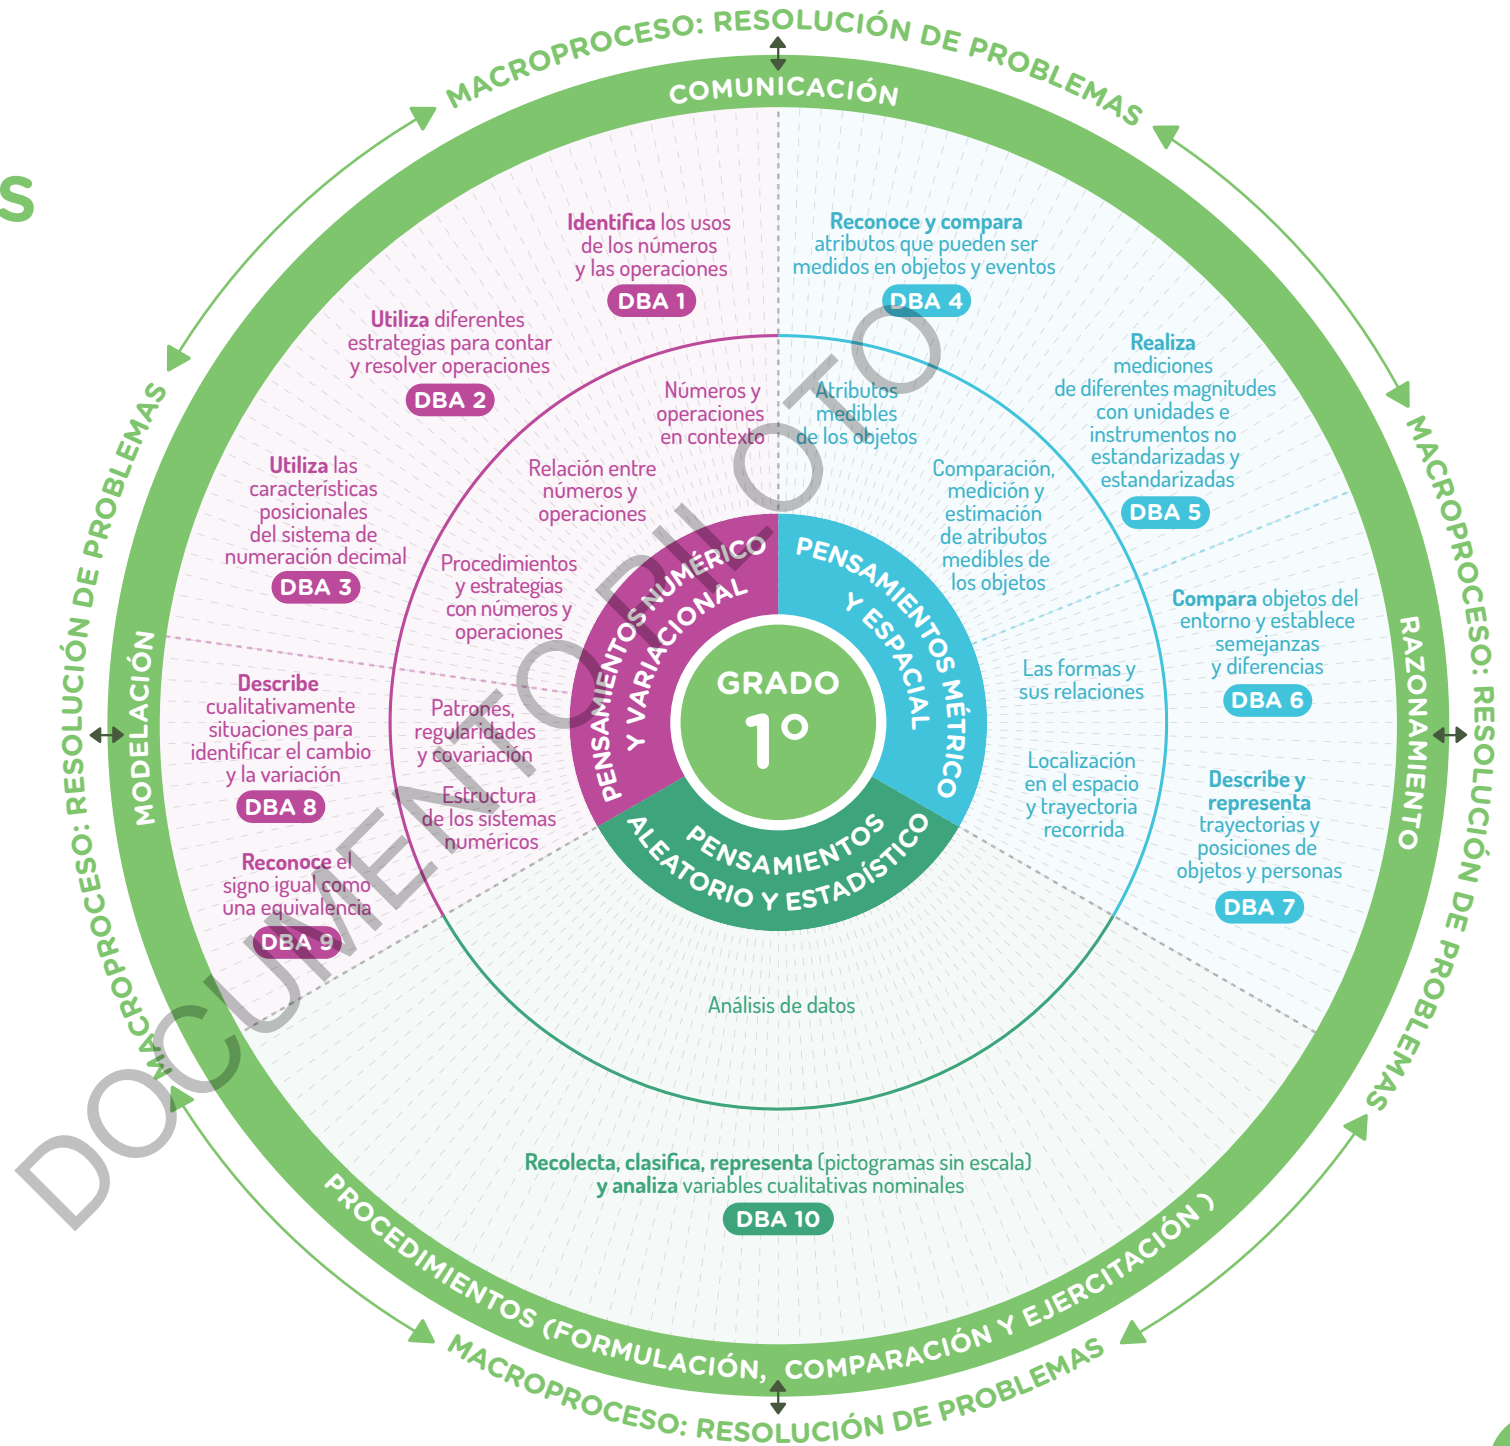 MACROPROCESO: RESOLUCIÓN DE PROBLEMAS
COMUNICACIÓN
S
Identifica los usos
de los números
y las operaciones
DBA 1
Utiliza diferentes
estrategias para contar
y resolver operaciones
DBA 2
Utiliza las
características
posicionales
del sistema de
numeración decimal
DBA 3
Describe
cualitativamente
situaciones para
identificar el cambio
y la variación
DBA 8
Reconoce el
signo igual como
una equivalencia
DBA 9
Números y
operaciones
en contexto
Relación entre
números y
operaciones
Procedimientos
y estrategias
con números y
operaciones
Patrones,
regularidades
y covariación
Estructura
de los sistemas
numéricos
Reconoce y compara
atributos que pueden ser
medidos en objetos y eventos
DBA 4
Realiza
mediciones
de diferentes magnitudes
con unidades e
instrumentos no
estandarizadas y
estandarizadas
DBA 5
Compara objetos del
entorno y establece
semejanzas
y diferencias
DBA 6
Describe y
representa
trayectorias y
posiciones de
objetos y personas
DBA 7
Atributos
medibles
de los objetos
Comparación,
medición y
estimación
de atributos
medibles de
los objetos
Las formas y
sus relaciones
Localización
en el espacio
y trayectoria
recorrida
PENSAMIENTOS NUMÉRICO
Y VARIACIONAL
PENSAMIENTOS MÉTRICO
Y ESPACIAL
GRADO
1º
PENSAMIENTOS
ALEATORIO Y ESTADÍSTICO
Análisis de datos
Recolecta, clasifica, representa (pictogramas sin escala)
y analiza variables cualitativas nominales
DBA 10
MODELACIÓN
RAZONAMIENTO
PROCEDIMIENTOS (FORMULACIÓN, COMPARACIÓN Y EJERCITACIÓN )
MACROPROCESO: RESOLUCIÓN DE PROBLEMAS
MACROPROCESO: RESOLUCIÓN DE PROBLEMAS
MACROPROCESO: RESOLUCIÓN DE PROBLEMAS
DOCUMENTO PILOTO